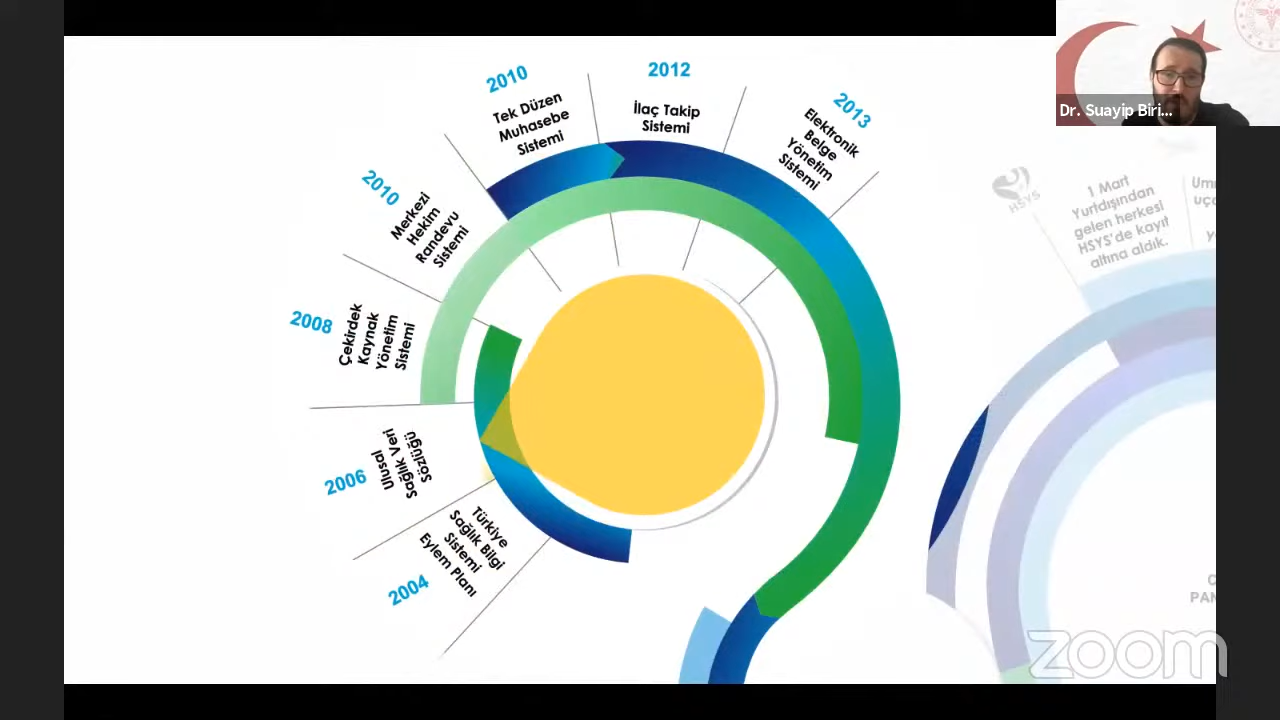 2010
Tek Düzen
Muhasebe
Sistemi
2012
İlaç Takip
Sistemi
2013
Elektronik
Belge
Yönetim
Sistemi
2010
Merkezi
Hekim
Randevu
Sistemi
2008
Çekirdek
Kaynak
Yönetim
Sistemi
2006
Ulusal
Sağlık Veri
Sözlüğü
2004
Türkiye
Sağlık Bilgi
Sistemi
Eylem Planı
Dr. Suayip Biri...
HSYS
1 Mart
Yurtdışından
gelen herkesi
HSYS'de kayıt
altına aldık.
zoom